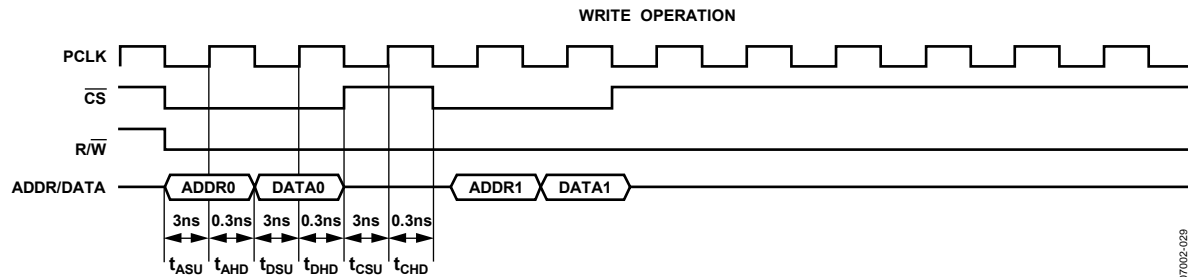 WRITE OPERATION
PCLK
CS
R/W
ADDR/DATA
ADDR0 DATA0 ADDR1 DATA1
3ns 0.3ns 3ns 0.3ns 3ns 0.3ns
tASU tAHD tDSU tDHD tCSU tCHD
07002-029